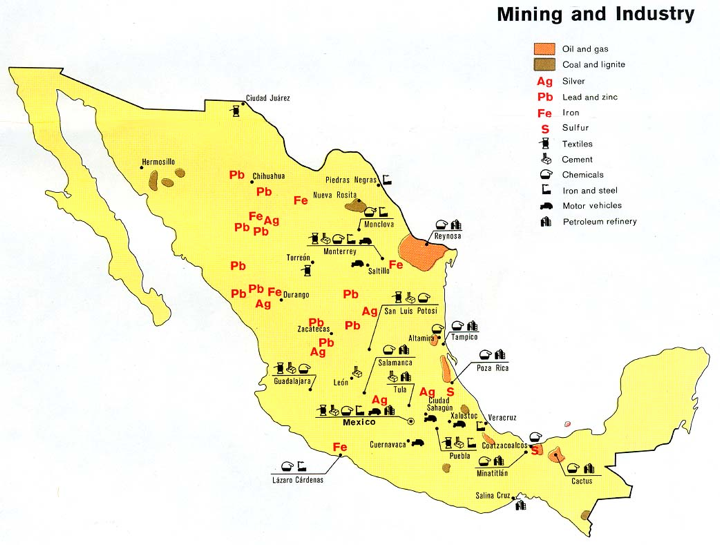 Mining and Industry
Oil and gas
Coal and lignite
Ag Silver
Pb Lead and zinc
Fe Iron
S Sulfur
Textiles
Cement
Chemicals
Iron and steel
Motor vehicles
Petroleum refinery
Ciudad Juárez
Hermosillo
Pb
Chihuahua
Pb
Fe
Piedras Negras
Nueva Rosita
Fe
Ag
Pb
Pb
Monclova
Reynosa
Monterrey
Torreón
Saltillo
Fe
Pb
Pb
Pb
Fe
Durango
Ag
Pb
Ag
San Luis Potosí
Pb
Zacatecas
Pb
Pb
Ag
Altamira
Tampico
Salamanca
Poza Rica
Guadalajara
León
Tula
Ag
Ag
S
Ciudad
Sahagún
Xalostoc
Veracruz
Mexico
Cuernavaca
Puebla
Coatzacoalcos
S
Fe
Lázaro Cárdenas
Minatitlán
Cactus
Salina Cruz